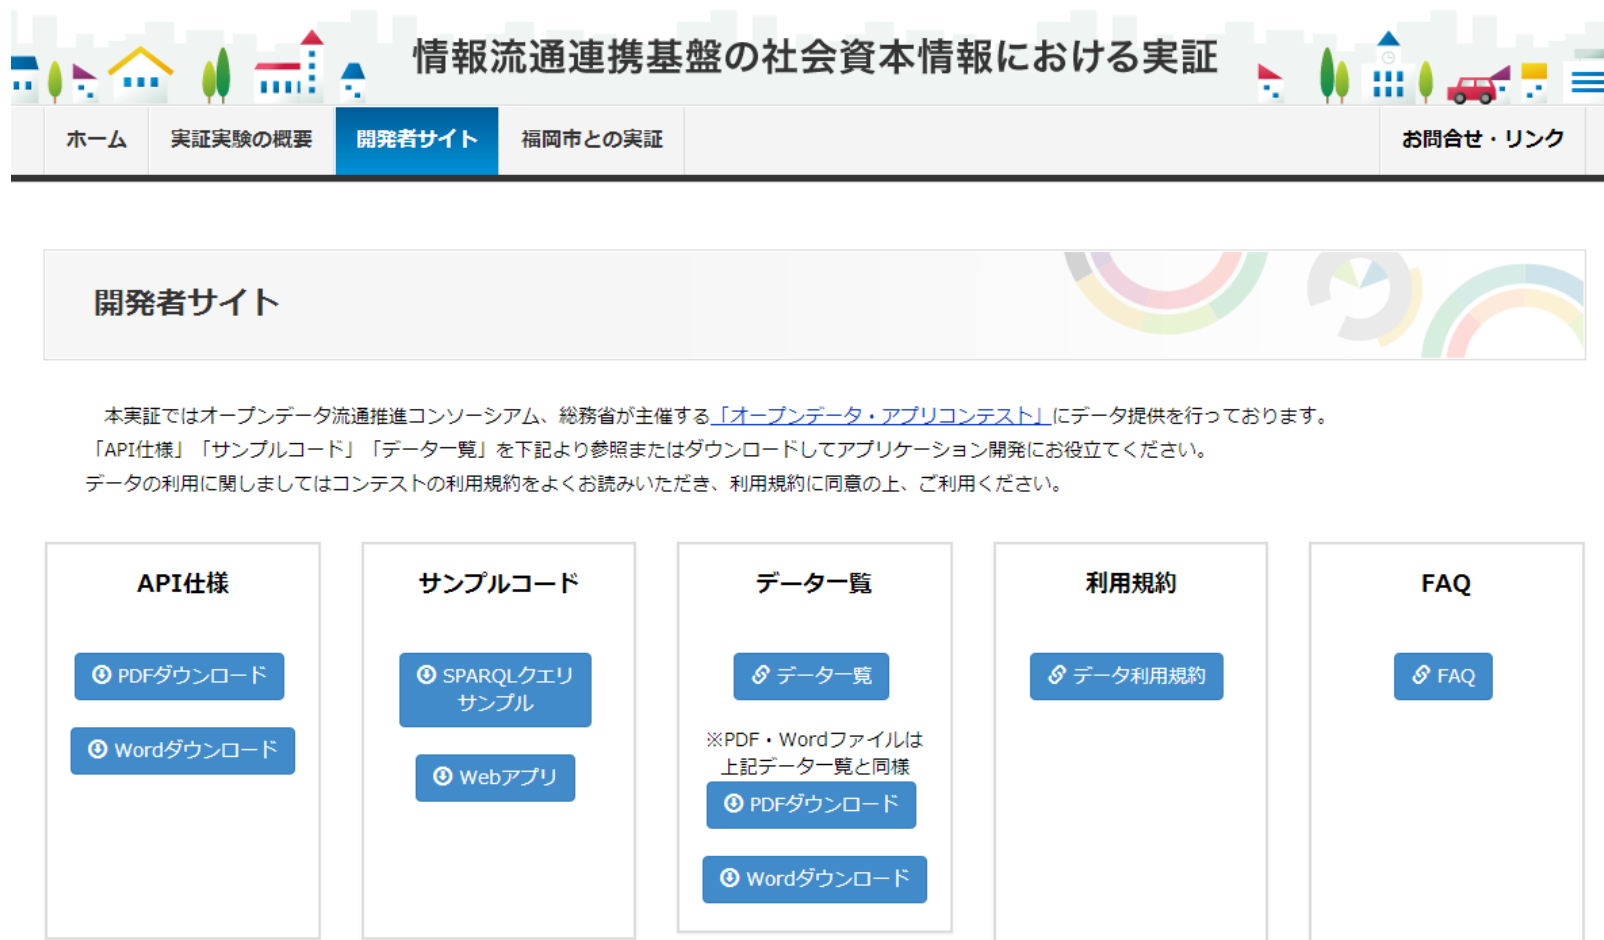 情報流通連携基盤の社会資本情報における実証
ホーム
実証実験の概要
開発者サイト
福岡市との実証
お問合せ・リンク
開発者サイト
本実証ではオープンデータ流通推進コンソーシアム、総務省が主催する「オープンデータ・アプリコンテスト」にデータ提供を行っております。
「API仕様」「サンプルコード」「データ一覧」を下記より参照またはダウンロードしてアプリケーション開発にお役立てください。
データの利用に関しましてはコンテストの利用規約をよくお読みいただき、利用規約に同意の上、ご利用ください。
API仕様
PDFダウンロード
Wordダウンロード
サンプルコード
SPARQLクエリ
サンプル
Webアプリ
データ一覧
データ一覧
※PDF・Wordファイルは
上記データ一覧と同様
PDFダウンロード
Wordダウンロード
利用規約
データ利用規約
FAQ
FAQ